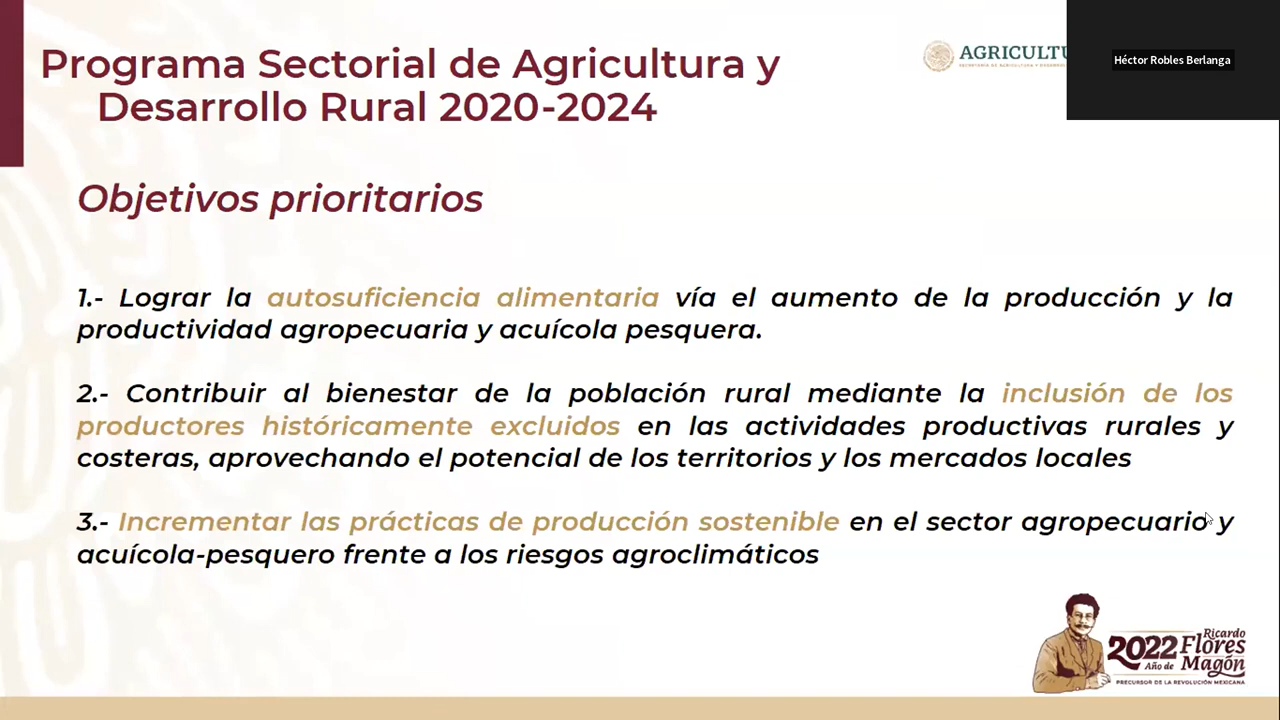 Programa Sectorial de Agricultura y
Desarrollo Rural 2020-2024
Héctor Robles Berlanga
Objetivos prioritarios
1.- Lograr la autosuficiencia alimentaria vía el aumento de la producción y la
productividad agropecuaria y acuícola pesquera.
2.- Contribuir al bienestar de la población rural mediante la inclusión de los
productores históricamente excluidos en las actividades productivas rurales y
costeras, aprovechando el potencial de los territorios y los mercados locales
3.- Incrementar las prácticas de producción sostenible en el sector agropecuario y
acuícola-pesquero frente a los riesgos agroclimáticos
2022
Año de
Ricardo
Flores
Magón
PRECURSOR DE LA REVOLUCIÓN MEXICANA